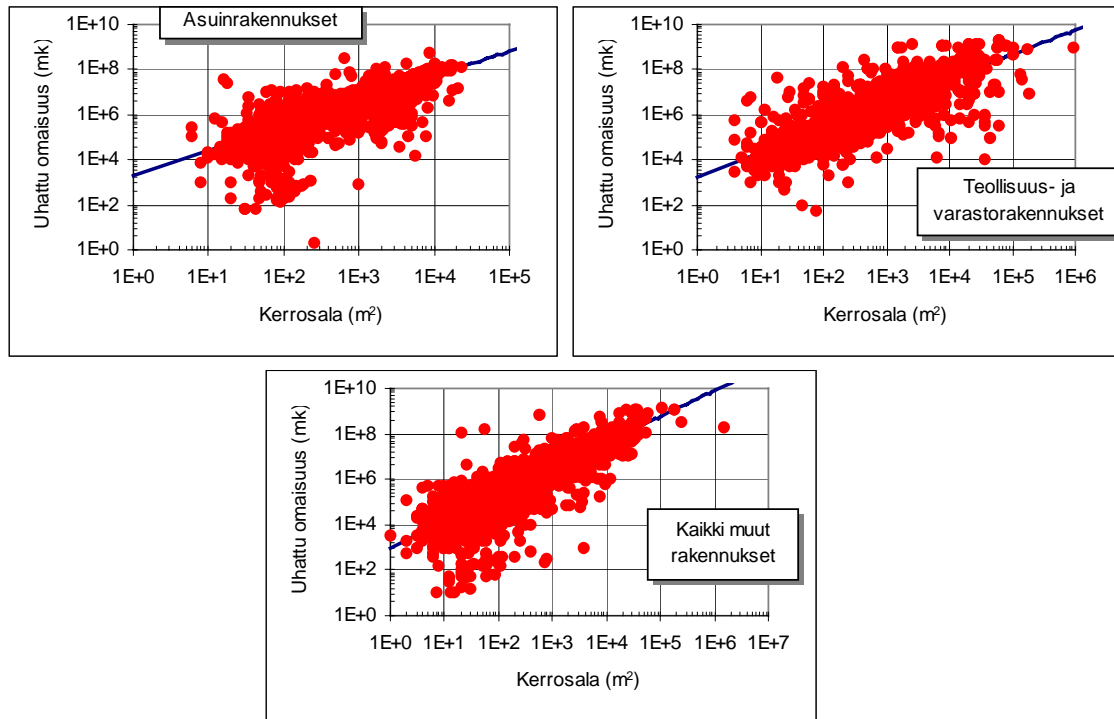 Asuinrakennukset
Uhattu omaisuus (mk)
1E+10
1E+8
1E+6
1E+4
1E+2
1E+0
1E+0 1E+1 1E+2 1E+3 1E+4 1E+5
Kerrosala (m²)
Uhattu omaisuus (mk)
1E+10
1E+8
1E+6
1E+4
1E+2
1E+0
Teollisuus- ja
varastorakennukset
1E+0 1E+1 1E+2 1E+3 1E+4 1E+5 1E+6
Kerrosala (m²)
Uhattu omaisuus (mk)
1E+10
1E+8
1E+6
1E+4
1E+2
1E+0
Kaikki muut
rakennukset
1E+0 1E+1 1E+2 1E+3 1E+4 1E+5 1E+6 1E+7
Kerrosala (m²)